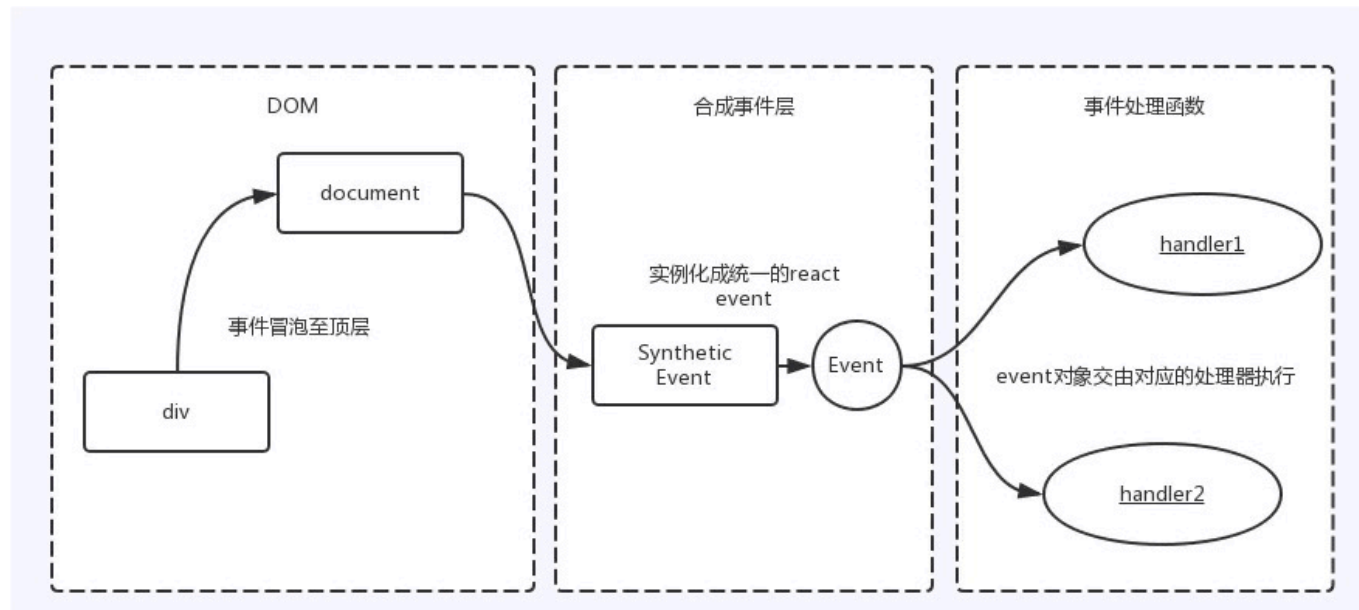 DOM
document
事件冒泡至顶层
div
合成事件层
实例化成统一的react
event
Synthetic
Event
Event
事件处理函数
handler1
event对象交由对应的处理器执行
handler2